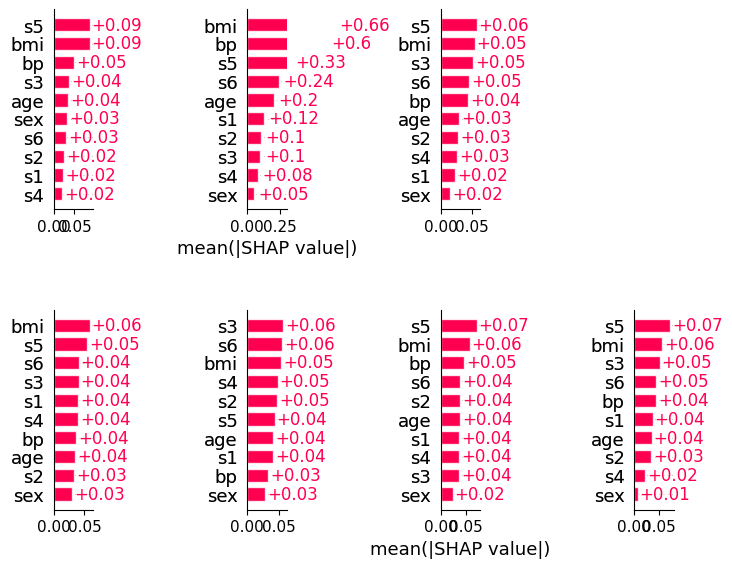 s5 +0.09
bmi +0.09
bp +0.05
s3 +0.04
age +0.04
sex +0.03
s6 +0.03
s2 +0.02
s1 +0.02
s4 +0.02
0.00 0.05
bmi +0.66
bp +0.6
s5 +0.33
s6 +0.24
age +0.2
s1 +0.12
s2 +0.1
s3 +0.1
s4 +0.08
sex +0.05
0.00 0.25
mean(|SHAP value|)
s5 +0.06
bmi +0.05
s3 +0.05
s6 +0.05
bp +0.04
age +0.03
s2 +0.03
s4 +0.03
s1 +0.02
sex +0.02
0.00 0.05
bmi +0.06
s5 +0.05
s6 +0.04
s3 +0.04
s1 +0.04
s4 +0.04
bp +0.04
age +0.04
s2 +0.03
sex +0.03
0.00 0.05
s3 +0.06
s6 +0.06
bmi +0.05
s4 +0.05
s2 +0.05
s5 +0.04
age +0.04
s1 +0.04
bp +0.03
sex +0.03
0.00 0.05
s5 +0.07
bmi +0.06
bp +0.05
s6 +0.04
s2 +0.04
age +0.04
s1 +0.04
s4 +0.04
s3 +0.04
sex +0.02
0.00 0.05
mean(|SHAP value|)
s5 +0.07
bmi +0.06
s3 +0.05
s6 +0.05
bp +0.04
s1 +0.04
age +0.04
s2 +0.03
s4 +0.02
sex +0.01
0.00 0.05